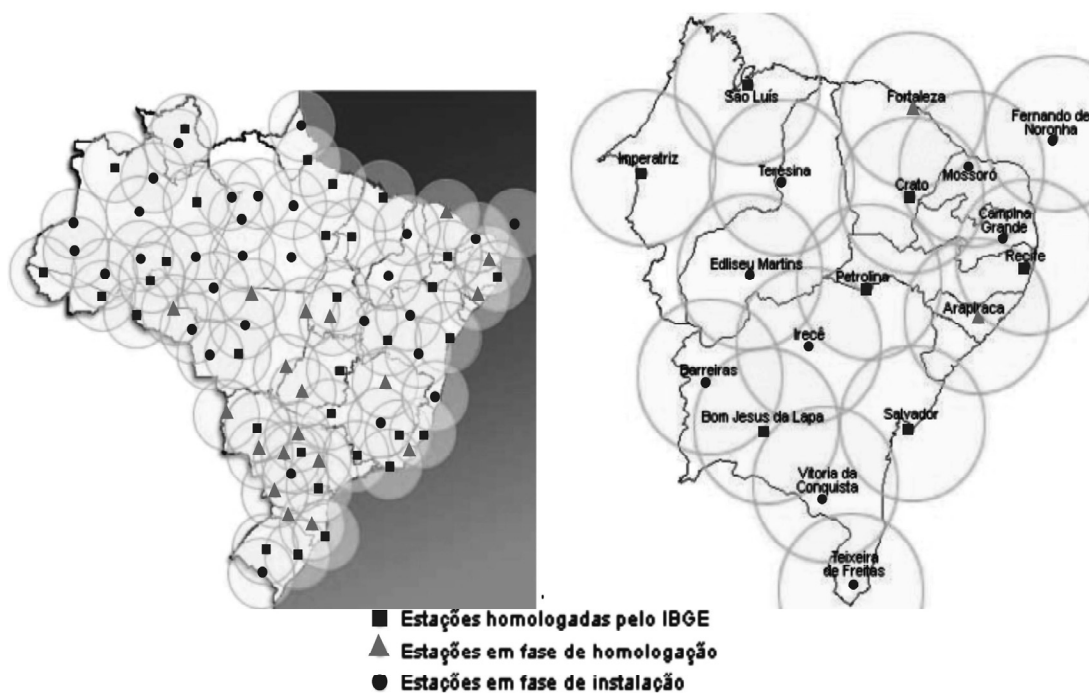 São Luís
Fortaleza
Fernando de
Noronha
Imperatriz
Teresina
Mossoró
Crato
Campina
Grande
Recife
Edliseu Martins
Petrolina
Arapiraca
Irecê
Barreiras
Bom Jesus da Lapa
Salvador
Vitoria da
Conquista
Teixeira
de Freitas
Estações homologadas pelo IBGE
Estações em fase de homologação
Estações em fase de instalação